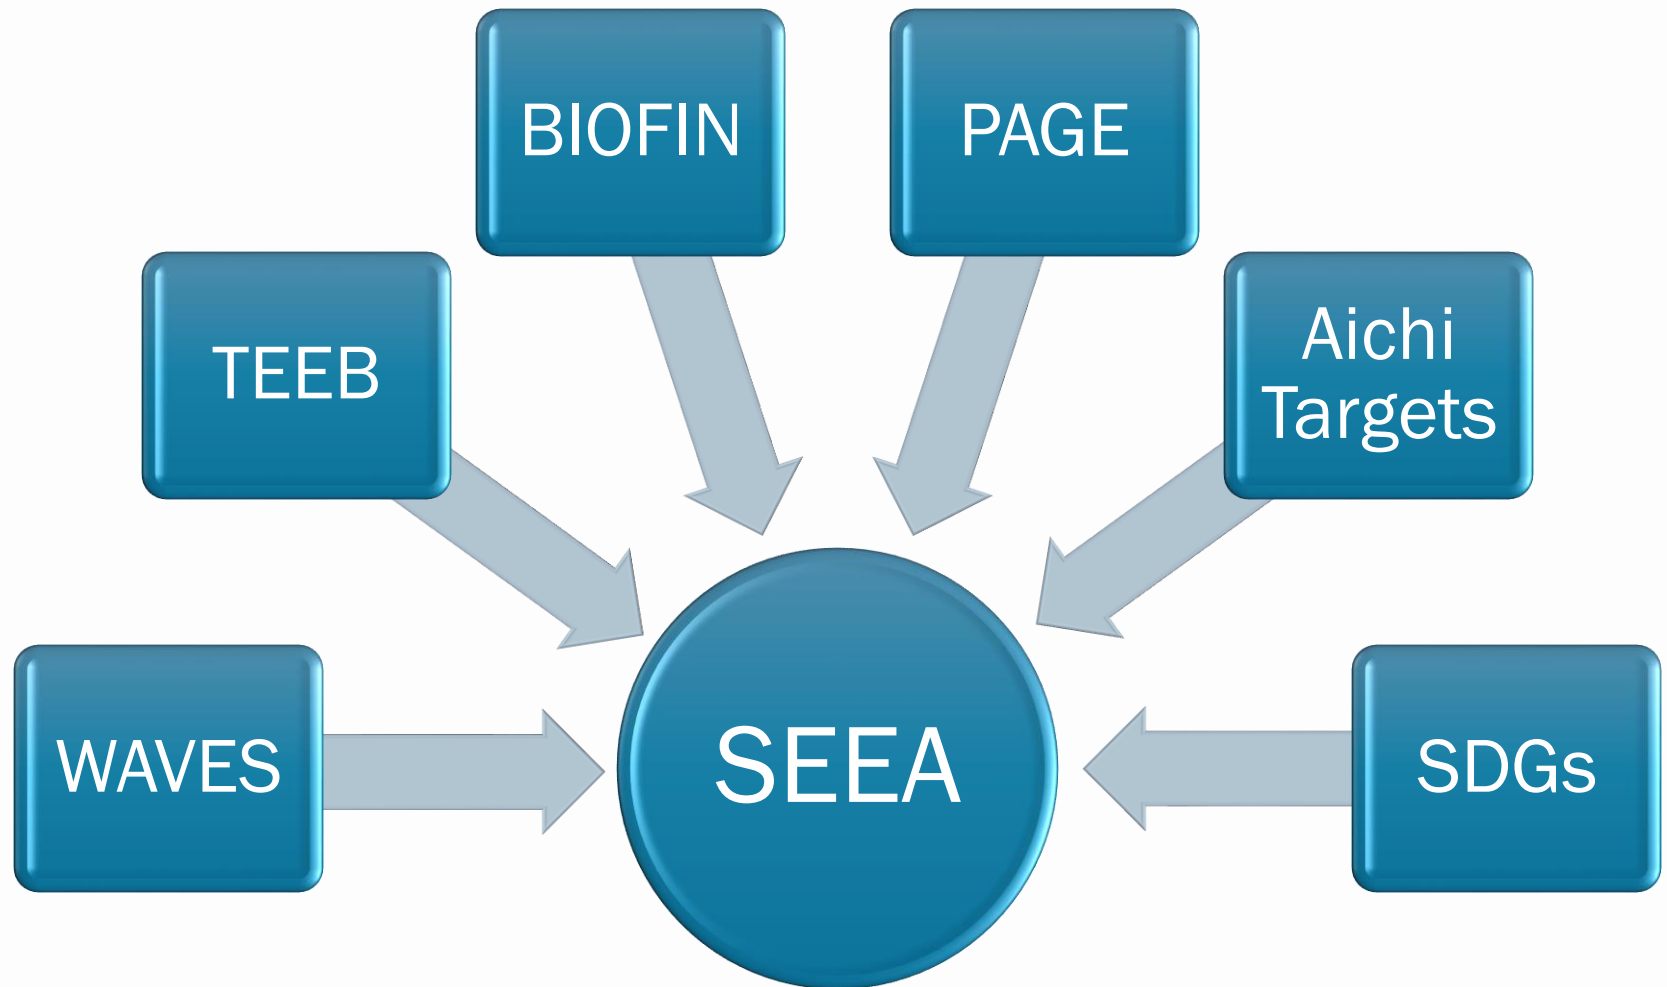 BIOFIN
PAGE
TEEB
Aichi
Targets
WAVES
SEEA
SDGs